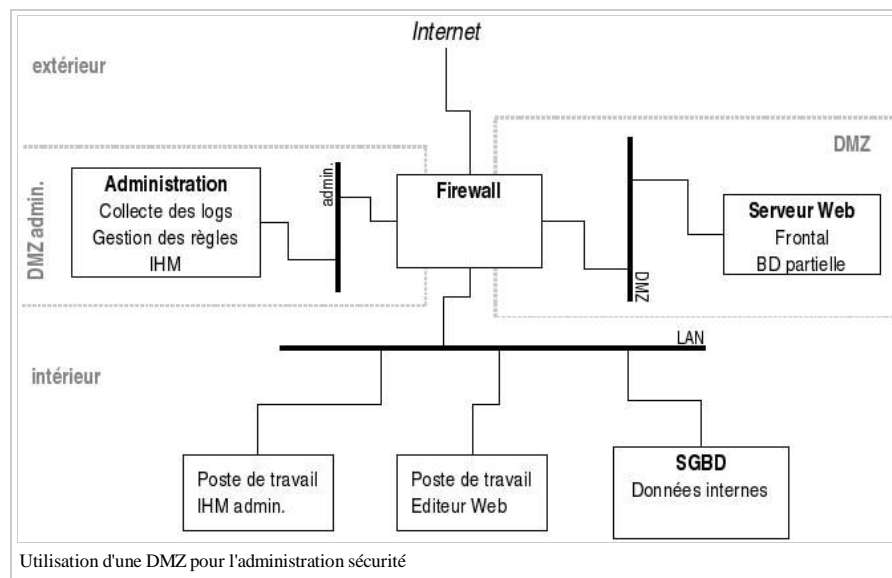 Internet
extérieur
DMZ
DMZ admin.
Administration
Collecte des logs
Gestion des règles
IHM
admin.
Firewall
DMZ
Serveur Web
Frontal
BD partielle
LAN
intérieur
Poste de travail
IHM admin.
Poste de travail
Editeur Web
SGBD
Données internes
Utilisation d'une DMZ pour l'administration sécurité